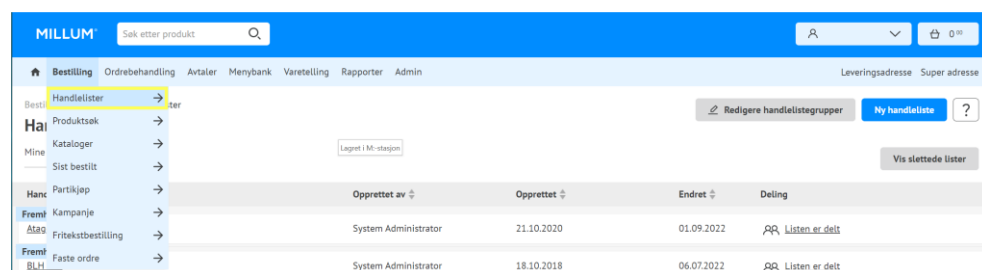 MILLUM
Søk etter produkt
0 00
Bestilling Ordrebehandling Avtaler Menybank Varetelling Rapporter Admin
Leveringsadresse Super adresse
Handlelister
Produktsøk
Kataloger
Sist bestilt
Partikjøp
Kampanje
Fritekstbestilling
Faste ordre
Redigere handlelistegrupper
Ny handleliste
?
Lagret i M:-stasjon
Vis slettede lister
Opprettet av Opprettet Endret Deling
System Administrator 21.10.2020 01.09.2022 Listen er delt
BLH System Administrator 18.10.2018 06.07.2022 Listen er delt